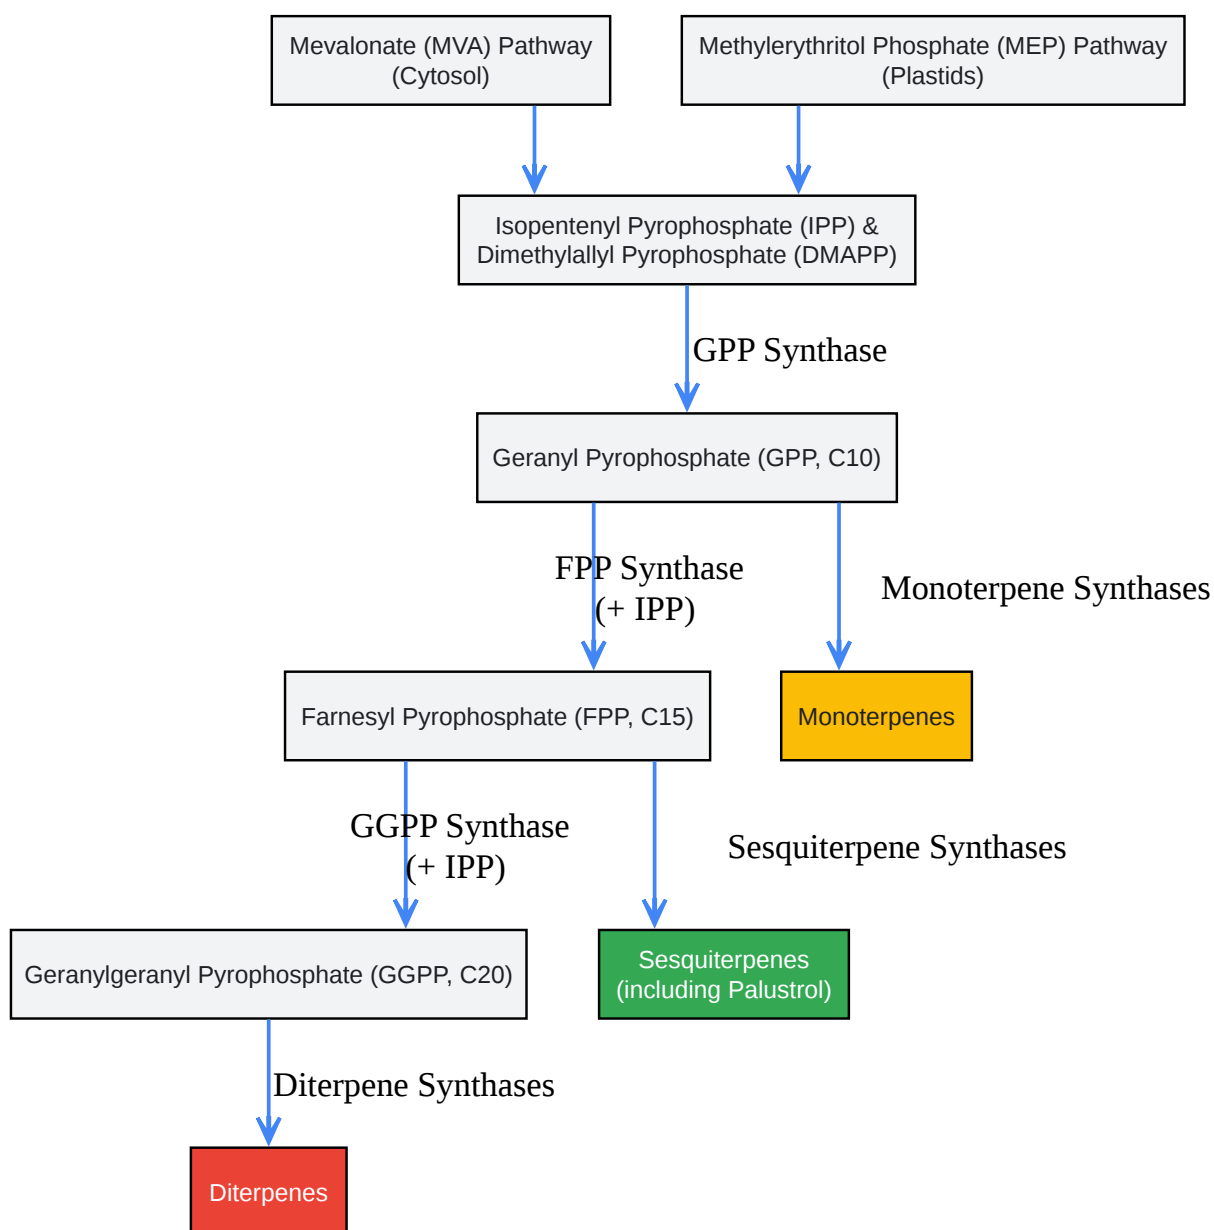 Mevalonate (MVA) Pathway
(Cytosol)
Methylerythritol Phosphate (MEP) Pathway
(Plastids)
Isopentenyl Pyrophosphate (IPP) &
Dimethylallyl Pyrophosphate (DMAPP)
GPP Synthase
Geranyl Pyrophosphate (GPP, C10)
FPP Synthase
(+ IPP)
Monoterpene Synthases
Farnesyl Pyrophosphate (FPP, C15)
Monoterpenes
GGPP Synthase
(+ IPP)
Sesquiterpene Synthases
Geranylgeranyl Pyrophosphate (GGPP, C20)
Sesquiterpenes
(including Palustrol)
Diterpene Synthases
Diterpenes